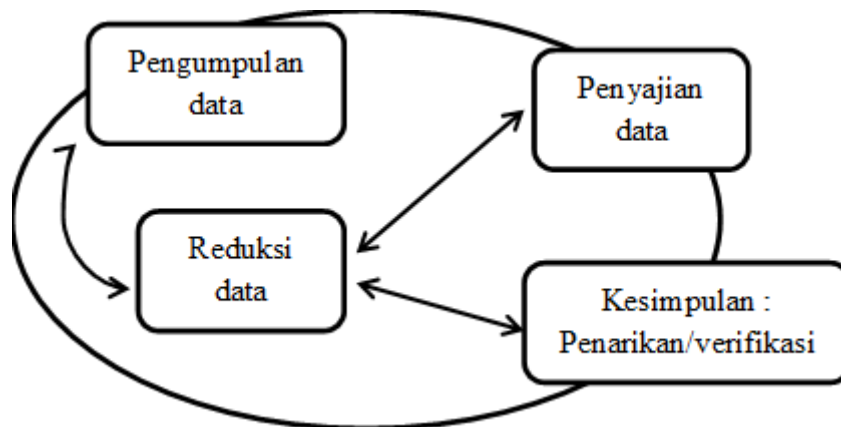 Pengumpulan
data
Penyajian
data
Reduksi
data
Kesimpulan :
Penarikan/verifikasi